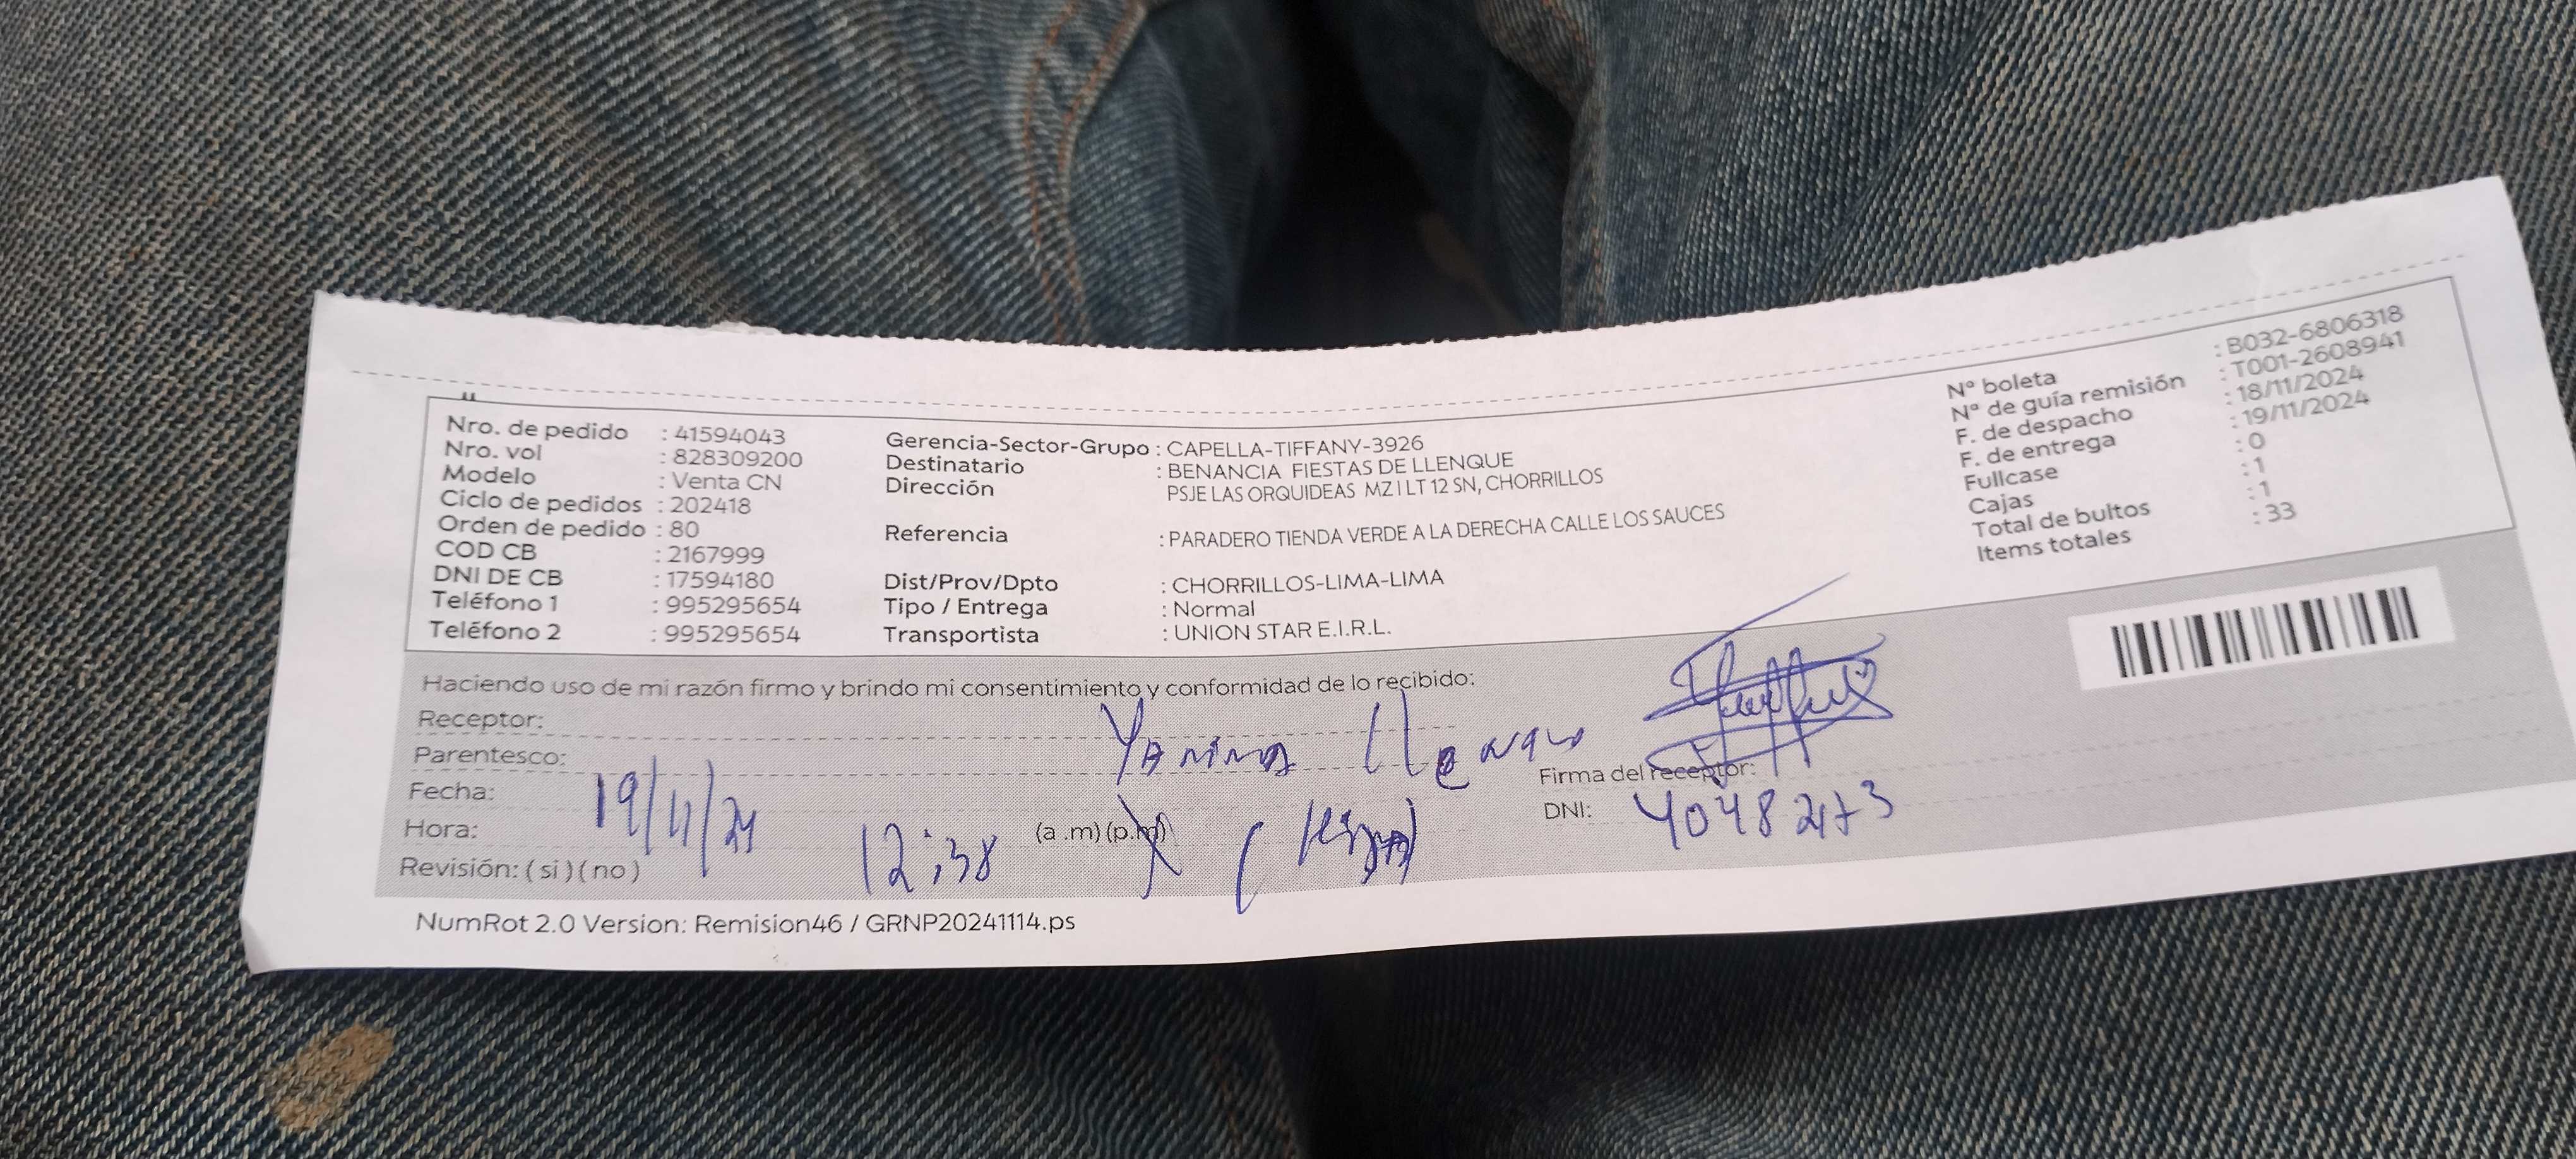 Nro. de pedido : 41594043
Nro. vol : 828309200
Modelo : Venta CN
Ciclo de pedidos : 202418
Orden de pedido : 80
COD CB : 2167999
DNI DE CB : 17594180
Teléfono 1 : 995295654
Teléfono 2 : 995295654
Gerencia-Sector-Grupo : CAPELLA-TIFFANY-3926
Destinatario : BENANCIA FIESTAS DE LLENQUE
Dirección PSJE LAS ORQUIDEAS MZ I LT 12 SN, CHORRILLOS
Referencia : PARADERO TIENDA VERDE A LA DERECHA CALLE LOS SAUCES
Dist/Prov/Dpto : CHORRILLOS-LIMA-LIMA
Tipo / Entrega : Normal
Transportista : UNION STAR E.I.R.L.
N° boleta : B032-6806318
Nª de guía remisión : T001-2608941
F. de despacho : 18/11/2024
F. de entrega : 19/11/2024
Fullcase : 0
Cajas : 1
Total de bultos : 1
Items totales : 33
Haciendo uso de mi razón firmo y brindo mi consentimiento y conformidad de lo recibido:
Receptor: Yanina Llenque
Parentesco:
Fecha: 19/11/24
Hora: 12:38 (a.m) (p.m)
Revisión: ( si ) ( no )
Firma del receptor:
DNI: 40482473
NumRot 2.0 Version: Remision46 / GRNP20241114.ps